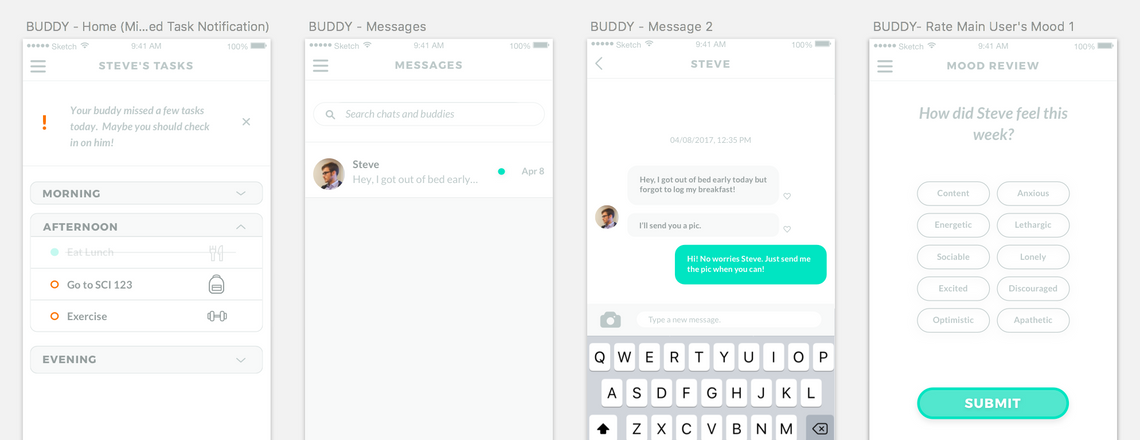 BUDDY - Home (Mi...ed Task Notification)
Sketch 9:41 AM 100%
STEVE'S TASKS
Your buddy missed a few tasks
today. Maybe you should check
in on him!
MORNING
AFTERNOON
Eat Lunch
Go to SCI 123
Exercise
EVENING
BUDDY - Messages
Sketch 9:41 AM 100%
MESSAGES
Search chats and buddies
Steve
Hey, I got out of bed early... Apr 8
BUDDY - Message 2
Sketch 9:41 AM 100%
STEVE
04/08/2017, 12:35 PM
Hey, I got out of bed early today but
forgot to log my breakfast!
I'll send you a pic.
Hi! No worries Steve. Just send me
the pic when you can!
Type a new message.
Q W E R T Y U I O P
A S D F G H J K L
Z X C V B N M
BUDDY- Rate Main User's Mood 1
Sketch 9:41 AM 100%
MOOD REVIEW
How did Steve feel this
week?
Content Anxious
Energetic Lethargic
Sociable Lonely
Excited Discouraged
Optimistic Apathetic
SUBMIT